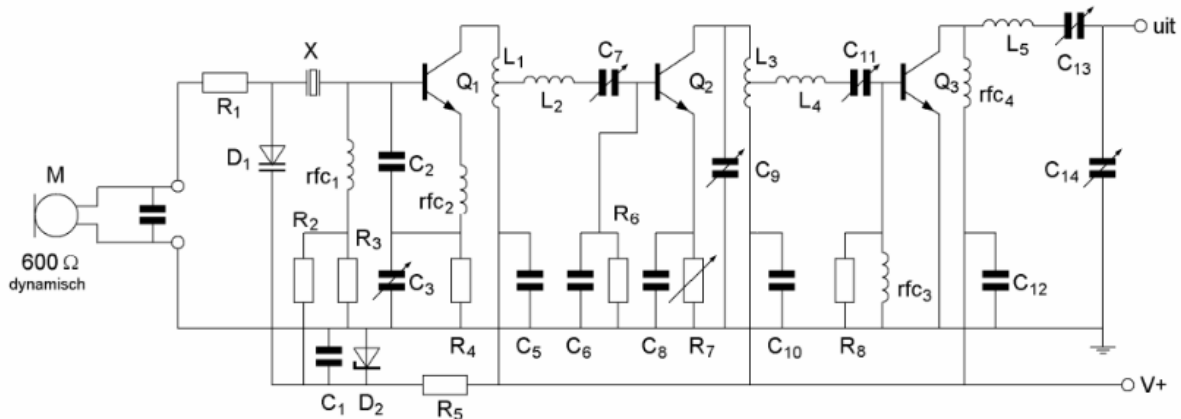 X
R1
D1
M
600 Ω
dynamisch
rfc1
C2
R2
R3
C3
Q1
rfc2
R4
L1
L2
C7
C5
C6
R6
C8
R7
Q2
C9
L3
L4
C11
C10
R8
rfc3
Q3
rfc4
C12
L5
C13
uit
C14
C1
D2
R5
V+